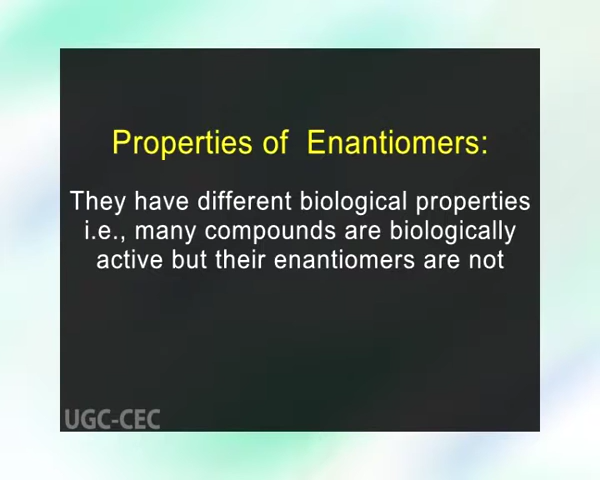 Properties of Enantiomers:
They have different biological properties
i.e., many compounds are biologically
active but their enantiomers are not
UGC-CEC